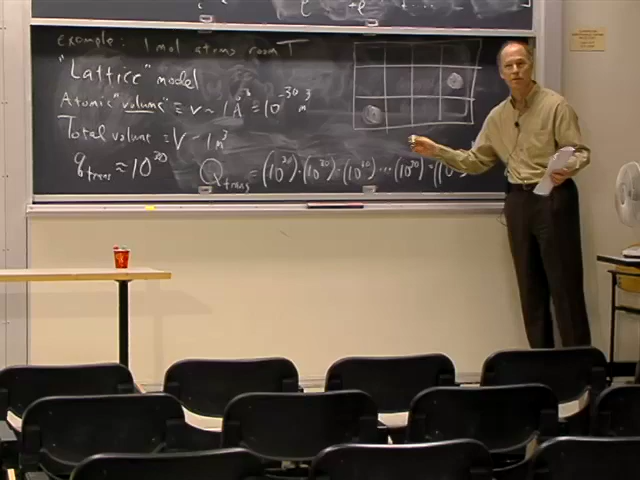 example: 1 mol atoms room T
"Lattice" model
Atomic "volume" ≡ v ~ 1 Å³ ≡ 10⁻³⁰ m³
Total volume ≡ V ~ 1 m³
q_trans ≈ 10³⁰ Q_trans = (10³⁰)·(10³⁰)·(10³⁰)···(10³⁰) = (10